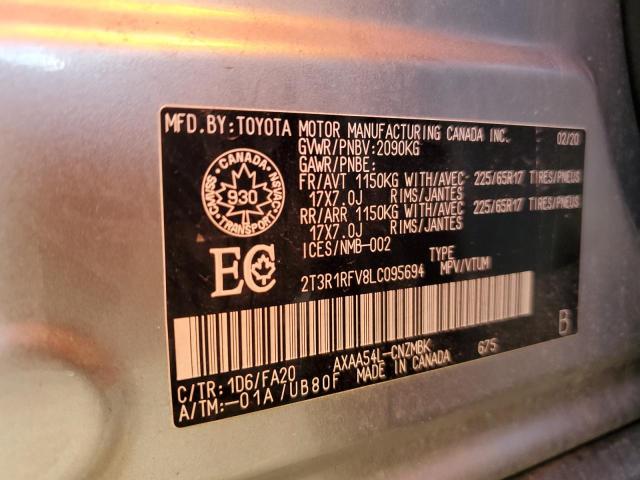 MFD.BY: TOYOTA MOTOR MANUFACTURING CANADA INC. 02/20
GVWR/PNBV: 2090KG
GAWR/PNBE:
FR/AVT 1150KG WITH/AVEC 225/65R17 TIRES/PNEUS
17X7.0J RIMS/JANTES
RR/ARR 1150KG WITH/AVEC 225/65R17 TIRES/PNEUS
17X7.0J RIMS/JANTES
ICES/NMB-002 TYPE
2T3R1RFV8LC095694 MPV/VTUM
CANADA
930
TRANSPORT
CMVSS
NSVAC
EC
B
C/TR: 1D6/FA20 AXAA54L-CNZMBK 675
A/TM:-01A/UB80F MADE IN CANADA